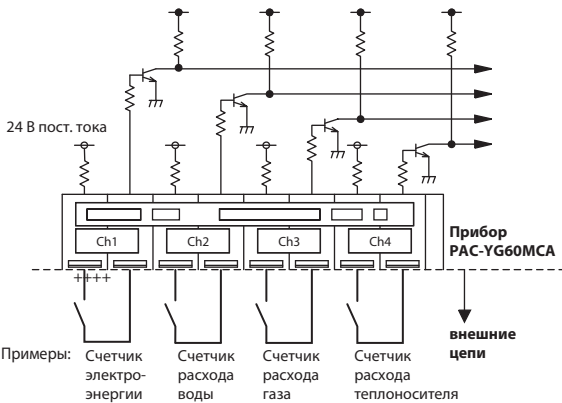 24 В пост. тока
Ch1 Ch2 Ch3 Ch4
Прибор
PAC-YG60MCA
++++
внешние
цепи
Примеры: Счетчик Счетчик Счетчик Счетчик
электро- расхода расхода расхода
энергии воды газа теплоносителя